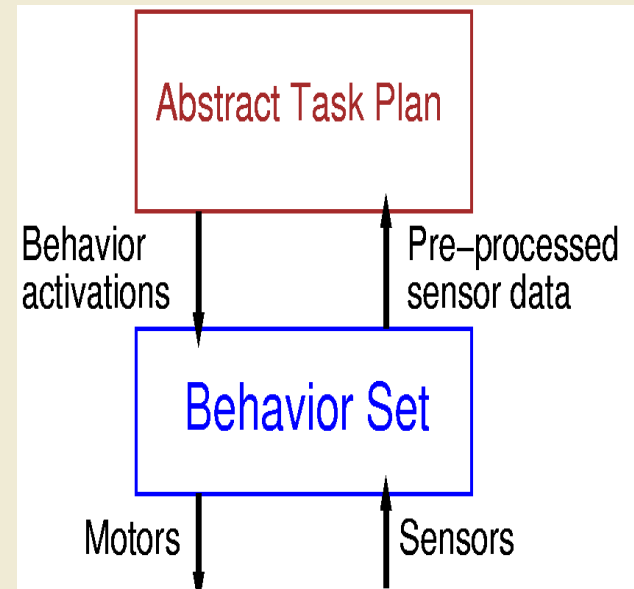 Abstract Task Plan
Behavior
activations
Pre−processed
sensor data
Behavior Set
Motors
Sensors